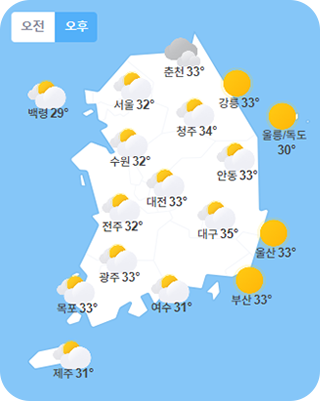 오전 오후
춘천 33°
백령 29°
서울 32°
강릉 33°
청주 34°
울릉/독도
30°
수원 32°
안동 33°
대전 33°
전주 32°
대구 35°
울산 33°
광주 33°
부산 33°
목포 33°
여수 31°
제주 31°